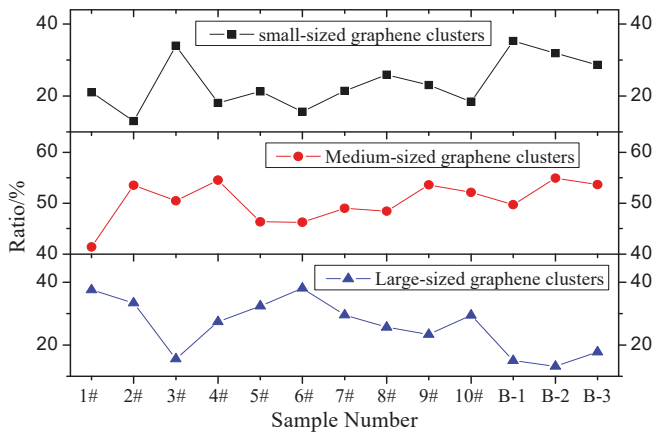 40
40
small-sized graphene clusters
20
20
60
60
Medium-sized graphene clusters
50
50
Ratio/%
40
40
40
40
Large-sized graphene clusters
20
20
1# 2# 3# 4# 5# 6# 7# 8# 9# 10# B-1 B-2 B-3
Sample Number